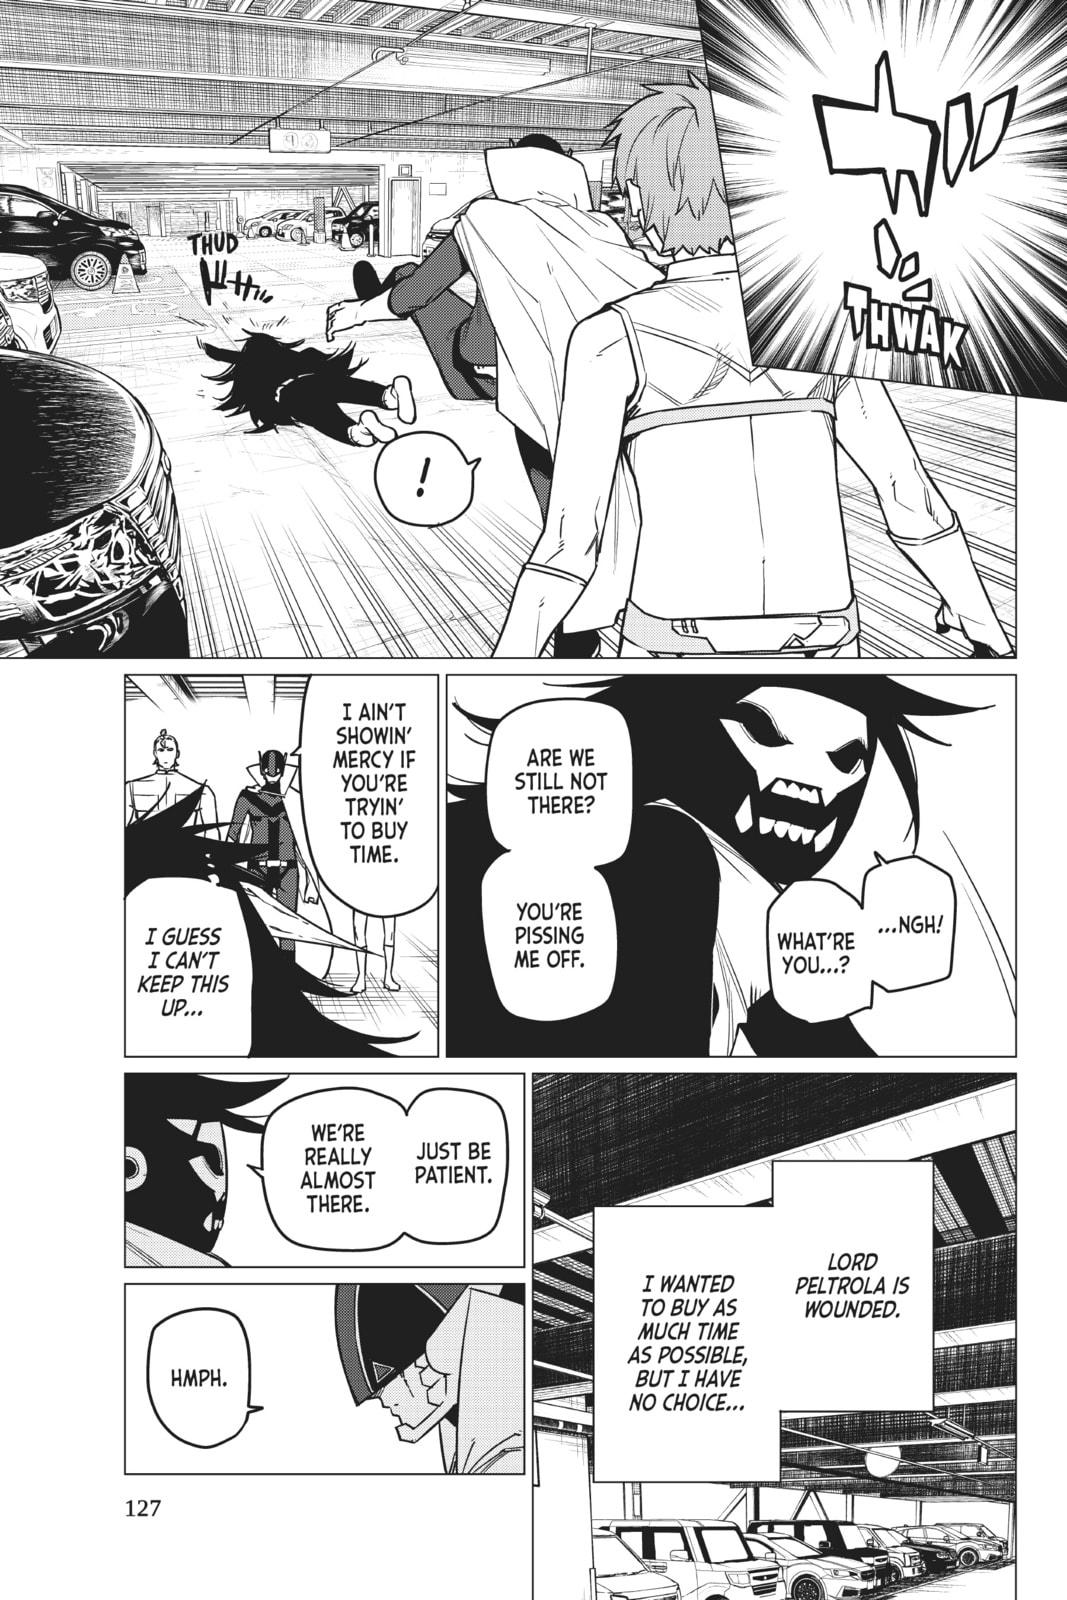 ガッ
THWAK
THUD
!
ARE WE
STILL NOT
THERE?
YOU'RE
PISSING
ME OFF.
...NGH!
WHAT'RE
YOU...?
I AIN'T
SHOWIN'
MERCY IF
YOU'RE
TRYIN'
TO BUY
TIME.
I GUESS
I CAN'T
KEEP THIS
UP...
LORD
PELTROLA IS
WOUNDED.
I WANTED
TO BUY AS
MUCH TIME
AS POSSIBLE,
BUT I HAVE
NO CHOICE...
JUST BE
PATIENT.
WE'RE
REALLY
ALMOST
THERE.
HMPH.
127